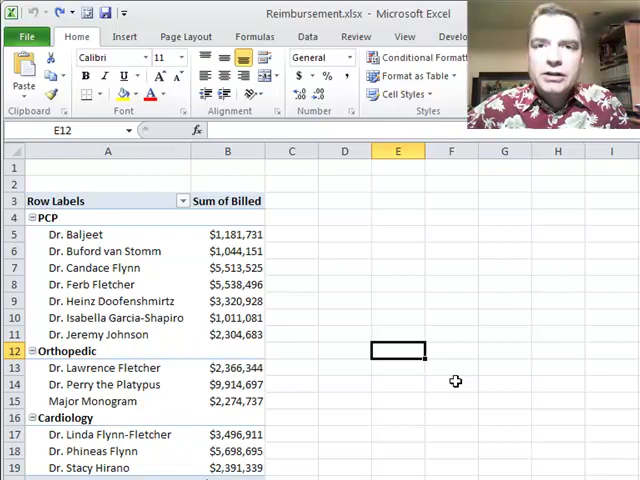 Reimbursement.xlsx - Microsoft Excel
File Home Insert Page Layout Formulas Data Review View
Calibri 11
Conditional Format
Paste
B I U
$ % ,
Format as Table
A
Cell Styles
Clipboard Font Alignment Number Styles
E12 fx
A B C D E F G H I
1
2
3 Row Labels Sum of Billed
4 PCP
5 Dr. Baljeet $1,181,731
6 Dr. Buford van Stomm $1,044,151
7 Dr. Candace Flynn $5,513,525
8 Dr. Ferb Fletcher $5,538,496
9 Dr. Heinz Doofenshmirtz $3,320,928
10 Dr. Isabella Garcia-Shapiro $1,011,081
11 Dr. Jeremy Johnson $2,304,683
12 Orthopedic
13 Dr. Lawrence Fletcher $2,366,344
14 Dr. Perry the Platypus $9,914,697
15 Major Monogram $2,274,737
16 Cardiology
17 Dr. Linda Flynn-Fletcher $3,496,911
18 Dr. Phineas Flynn $5,698,695
19 Dr. Stacy Hirano $2,391,339